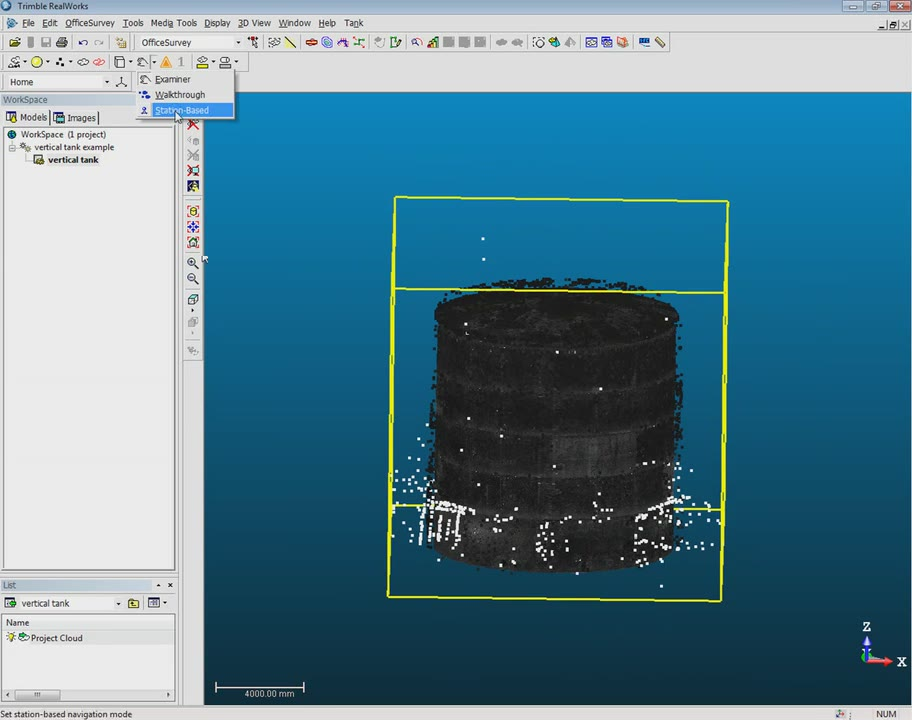 Trimble RealWorks
File Edit OfficeSurvey Tools Media Tools Display 3D View Window Help Tank
OfficeSurvey
1
Home
Examiner
Walkthrough
Station-Based
WorkSpace
Models Images
WorkSpace (1 project)
vertical tank example
vertical tank
List
vertical tank
Name
Project Cloud
4000.00 mm
Z
X
Set station-based navigation mode
NUM